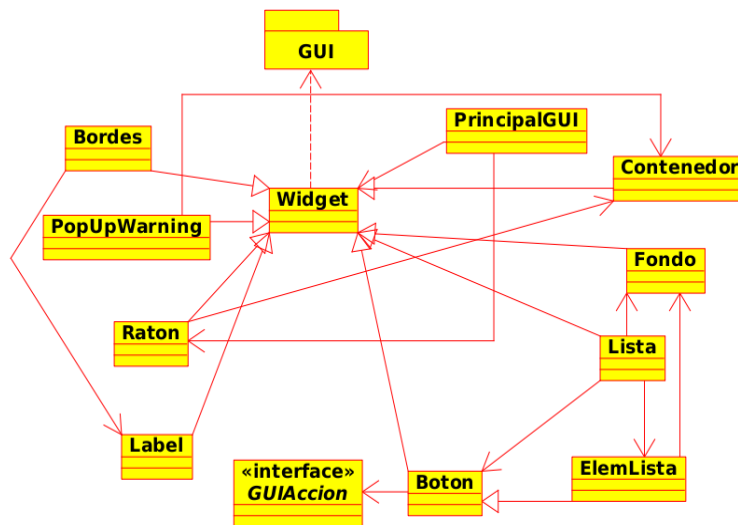 GUI
PrincipalGUI
Bordes
Contenedor
Widget
PopUpWarning
Fondo
Raton
Lista
Label
«interface»
GUIAccion
Boton
ElemLista